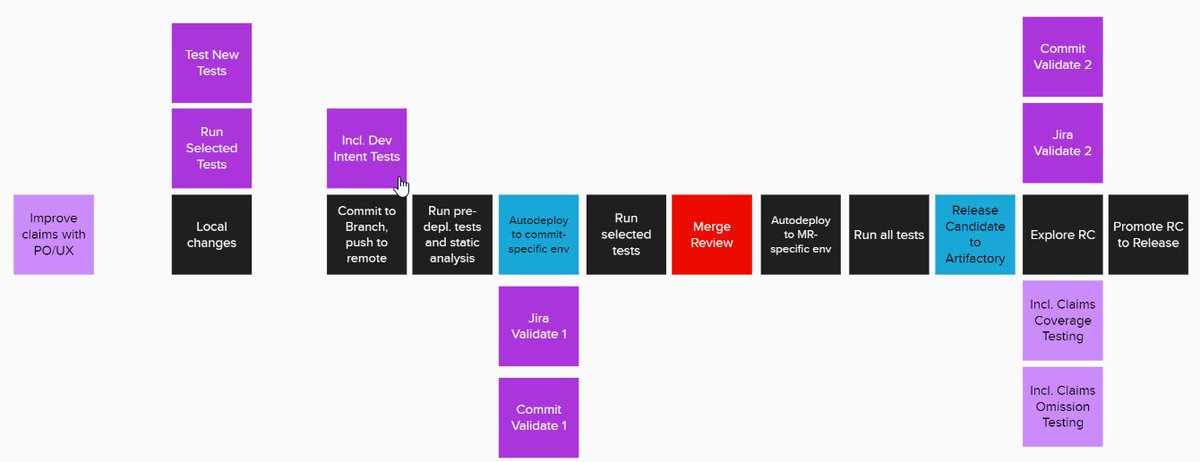 Test New
Tests
Run
Selected
Tests
Incl. Dev
Intent Tests
Commit
Validate 2
Jira
Validate 2
Improve
claims with
PO/UX
Local
changes
Commit to
Branch,
push to
remote
Run pre-
depl. tests
and static
analysis
Autodeploy
to commit-
specific env
Run
selected
tests
Merge
Review
Autodeploy
to MR-
specific env
Run all tests
Release
Candidate
to
Artifactory
Explore RC
Promote RC
to Release
Jira
Validate 1
Commit
Validate 1
Incl. Claims
Coverage
Testing
Incl. Claims
Omission
Testing